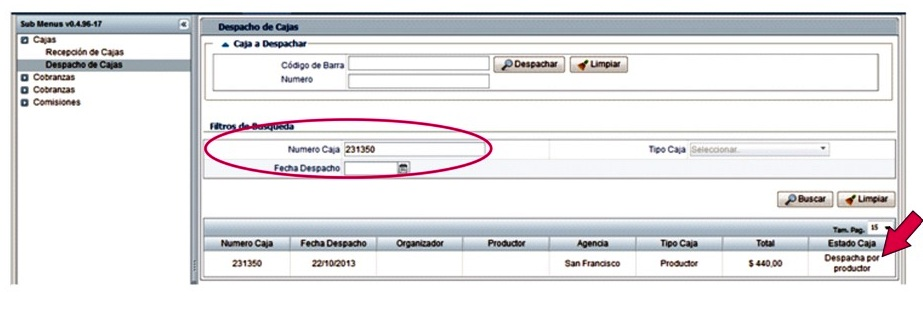 Sub Menus v0.4.96-17
Cajas
Recepción de Cajas
Despacho de Cajas
Cobranzas
Cobranzas
Comisiones
Despacho de Cajas
Caja a Despachar
Código de Barra
Despachar
Limpiar
Numero
Filtros de Busqueda
Numero Caja 231350
Tipo Caja Seleccionar..
Fecha Despacho
Buscar
Limpiar
Tam. Pag. 15
Numero Caja Fecha Despacho Organizador Productor Agencia Tipo Caja Total Estado Caja
231350 22/10/2013 San Francisco Productor $ 440,00 Despacha por
productor